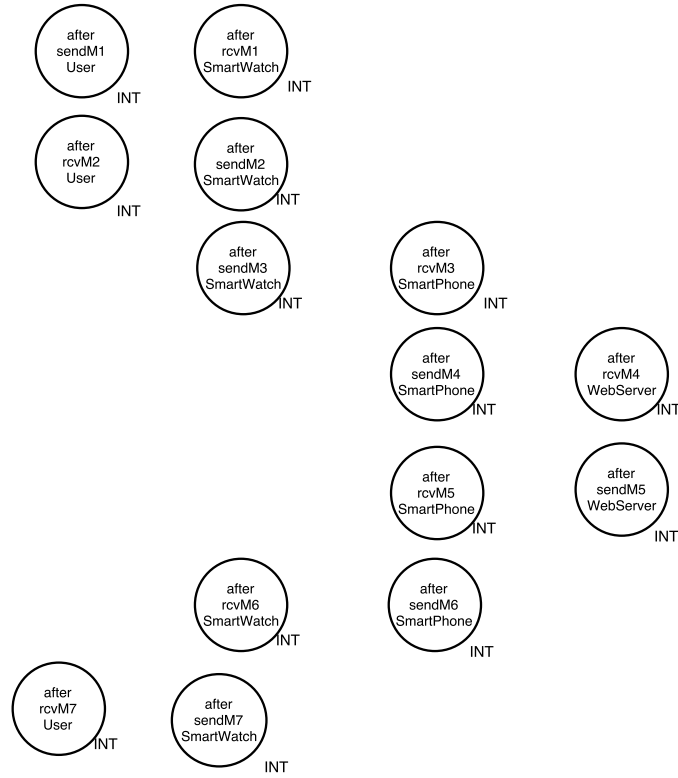 after
sendM1
User
INT
after
rcvM1
SmartWatch
INT
after
rcvM2
User
INT
after
sendM2
SmartWatch
INT
after
sendM3
SmartWatch
INT
after
rcvM3
SmartPhone
INT
after
sendM4
SmartPhone
INT
after
rcvM4
WebServer
INT
after
rcvM5
SmartPhone
INT
after
sendM5
WebServer
INT
after
rcvM6
SmartWatch
INT
after
sendM6
SmartPhone
INT
after
rcvM7
User
INT
after
sendM7
SmartWatch
INT